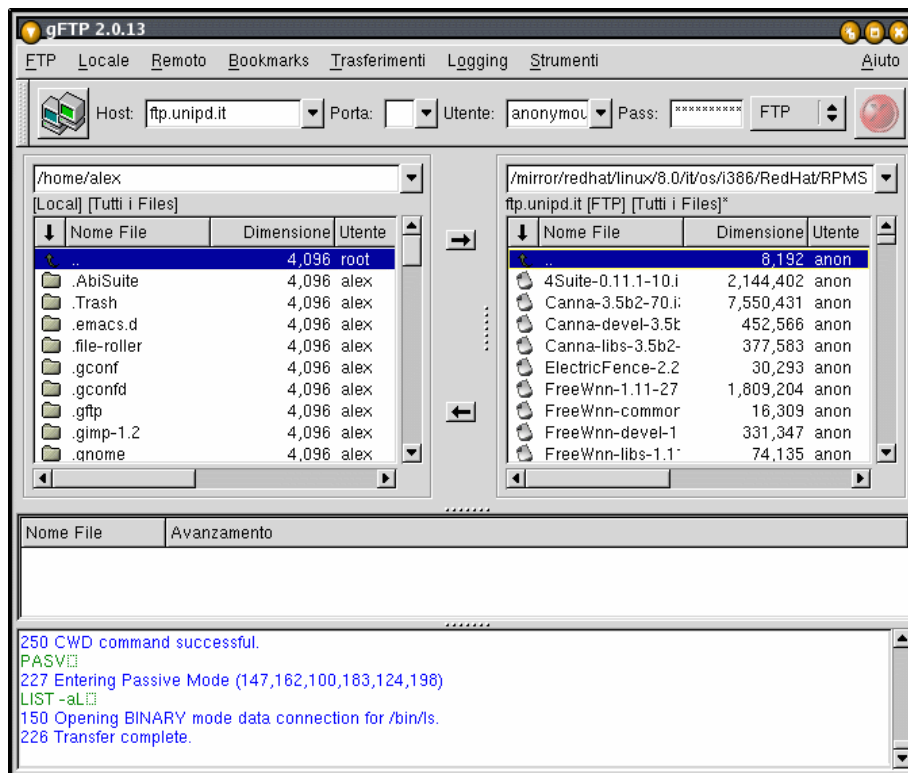 gFTP 2.0.13
FTP Locale Remoto Bookmarks Trasferimenti Logging Strumenti Aiuto
Host: ftp.unipd.it Porta: Utente: anonymou Pass: ********** FTP
/home/alex
[Local] [Tutti i Files]
Nome File Dimensione Utente
.. 4,096 root
.AbiSuite 4,096 alex
.Trash 4,096 alex
.emacs.d 4,096 alex
.file-roller 4,096 alex
.gconf 4,096 alex
.gconfd 4,096 alex
.gftp 4,096 alex
.gimp-1.2 4,096 alex
.gnome 4,096 alex
/mirror/redhat/linux/8.0/it/os/i386/RedHat/RPMS
ftp.unipd.it [FTP] [Tutti i Files]*
Nome File Dimensione Utente
.. 8,192 anon
4Suite-0.11.1-10.i 2,144,402 anon
Canna-3.5b2-70.i 7,550,431 anon
Canna-devel-3.5b 452,566 anon
Canna-libs-3.5b2- 377,583 anon
ElectricFence-2.2 30,293 anon
FreeWnn-1.11-27 1,809,204 anon
FreeWnn-common 16,309 anon
FreeWnn-devel-1 331,347 anon
FreeWnn-libs-1.1 74,135 anon
Nome File Avanzamento
250 CWD command successful.
PASV
227 Entering Passive Mode (147,162,100,183,124,198)
LIST -aL
150 Opening BINARY mode data connection for /bin/ls.
226 Transfer complete.